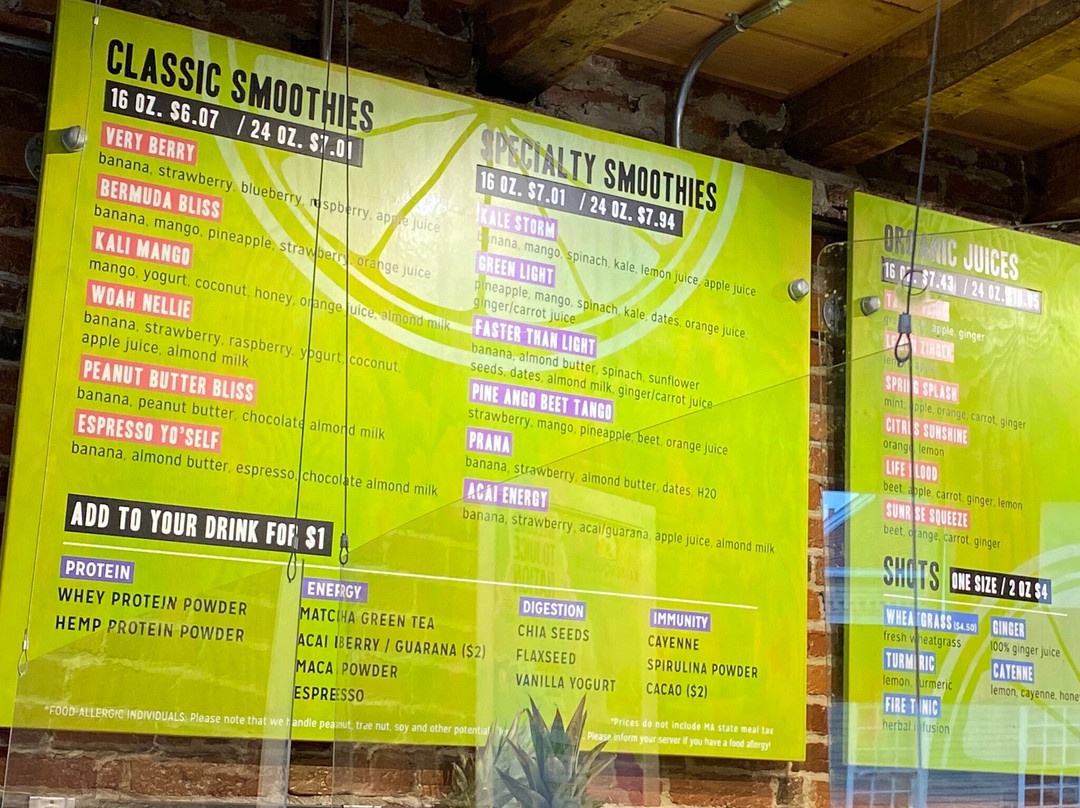 CLASSIC SMOOTHIES
16 OZ. $6.07 / 24 OZ. $7.01
VERY BERRY
banana, strawberry, blueberry, raspberry, apple juice
BERMUDA BLISS
banana, mango, pineapple, strawberry, orange juice
KALI MANGO
mango, yogurt, coconut, honey, orange juice, almond milk
WOAH NELLIE
banana, strawberry, raspberry, yogurt, coconut,
apple juice, almond milk
PEANUT BUTTER BLISS
banana, peanut butter, chocolate almond milk
ESPRESSO YO'SELF
banana, almond butter, espresso, chocolate almond milk
SPECIALTY SMOOTHIES
16 OZ. $7.01 / 24 OZ. $7.94
KALE STORM
banana, mango, spinach, kale, lemon juice, apple juice
GREEN LIGHT
pineapple, mango, spinach, kale, dates, orange juice,
ginger/carrot juice
FASTER THAN LIGHT
banana, almond butter, spinach, sunflower
seeds, dates, almond milk, ginger/carrot juice
PINE ANGO BEET TANGO
strawberry, mango, pineapple, beet, orange juice
PRANA
banana, strawberry, almond butter, dates, H2O
ACAI ENERGY
banana, strawberry, acai/guarana, apple juice, almond milk
ADD TO YOUR DRINK FOR $1
PROTEIN
WHEY PROTEIN POWDER
HEMP PROTEIN POWDER
ENERGY
MATCHA GREEN TEA
ACAI BERRY / GUARANA ($2)
MACA POWDER
ESPRESSO
DIGESTION
CHIA SEEDS
FLAXSEED
VANILLA YOGURT
IMMUNITY
CAYENNE
SPIRULINA POWDER
CACAO ($2)
*FOOD-ALLERGIC INDIVIDUALS: Please note that we handle peanut, tree nut, soy and other potential
*Prices do not include MA state meal tax
Please inform your server if you have a food allergy!
ORGANIC JUICES
16 OZ. $7.43 / 24 OZ.
apple, ginger
LEMON ZINGER
SPRING SPLASH
mint, apple, orange, carrot, ginger
CITRUS SUNSHINE
orange, lemon
LIFE BLOOD
beet, apple, carrot, ginger, lemon
SUNRISE SQUEEZE
beet, orange, carrot, ginger
SHOTS ONE SIZE / 2 OZ $4
WHEATGRASS ($4.50)
fresh wheatgrass
TURMERIC
lemon, turmeric
FIRE TONIC
herbal infusion
GINGER
100% ginger juice
CAYENNE
lemon, cayenne, honey